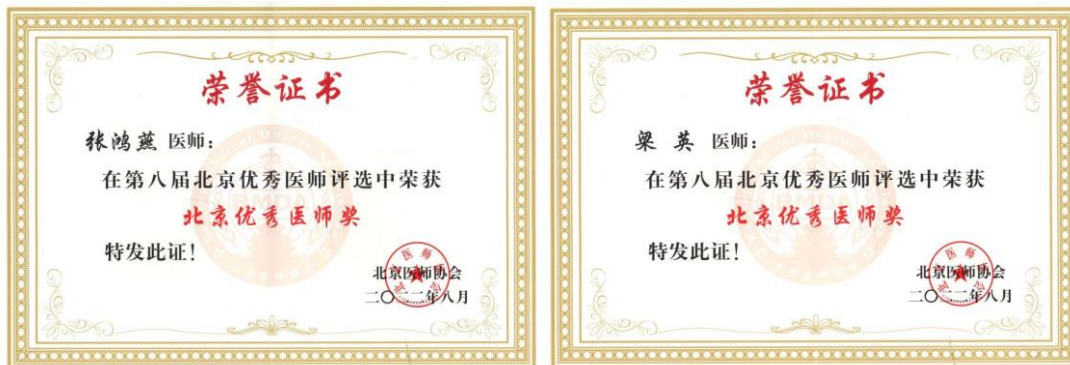 荣誉证书
张鸿燕 医师：
在第八届北京优秀医师评选中荣获
北京优秀医师奖
特发此证！
北京医师协会
二〇二二年八月
荣誉证书
梁英 医师：
在第八届北京优秀医师评选中荣获
北京优秀医师奖
特发此证！
北京医师协会
二〇二二年八月